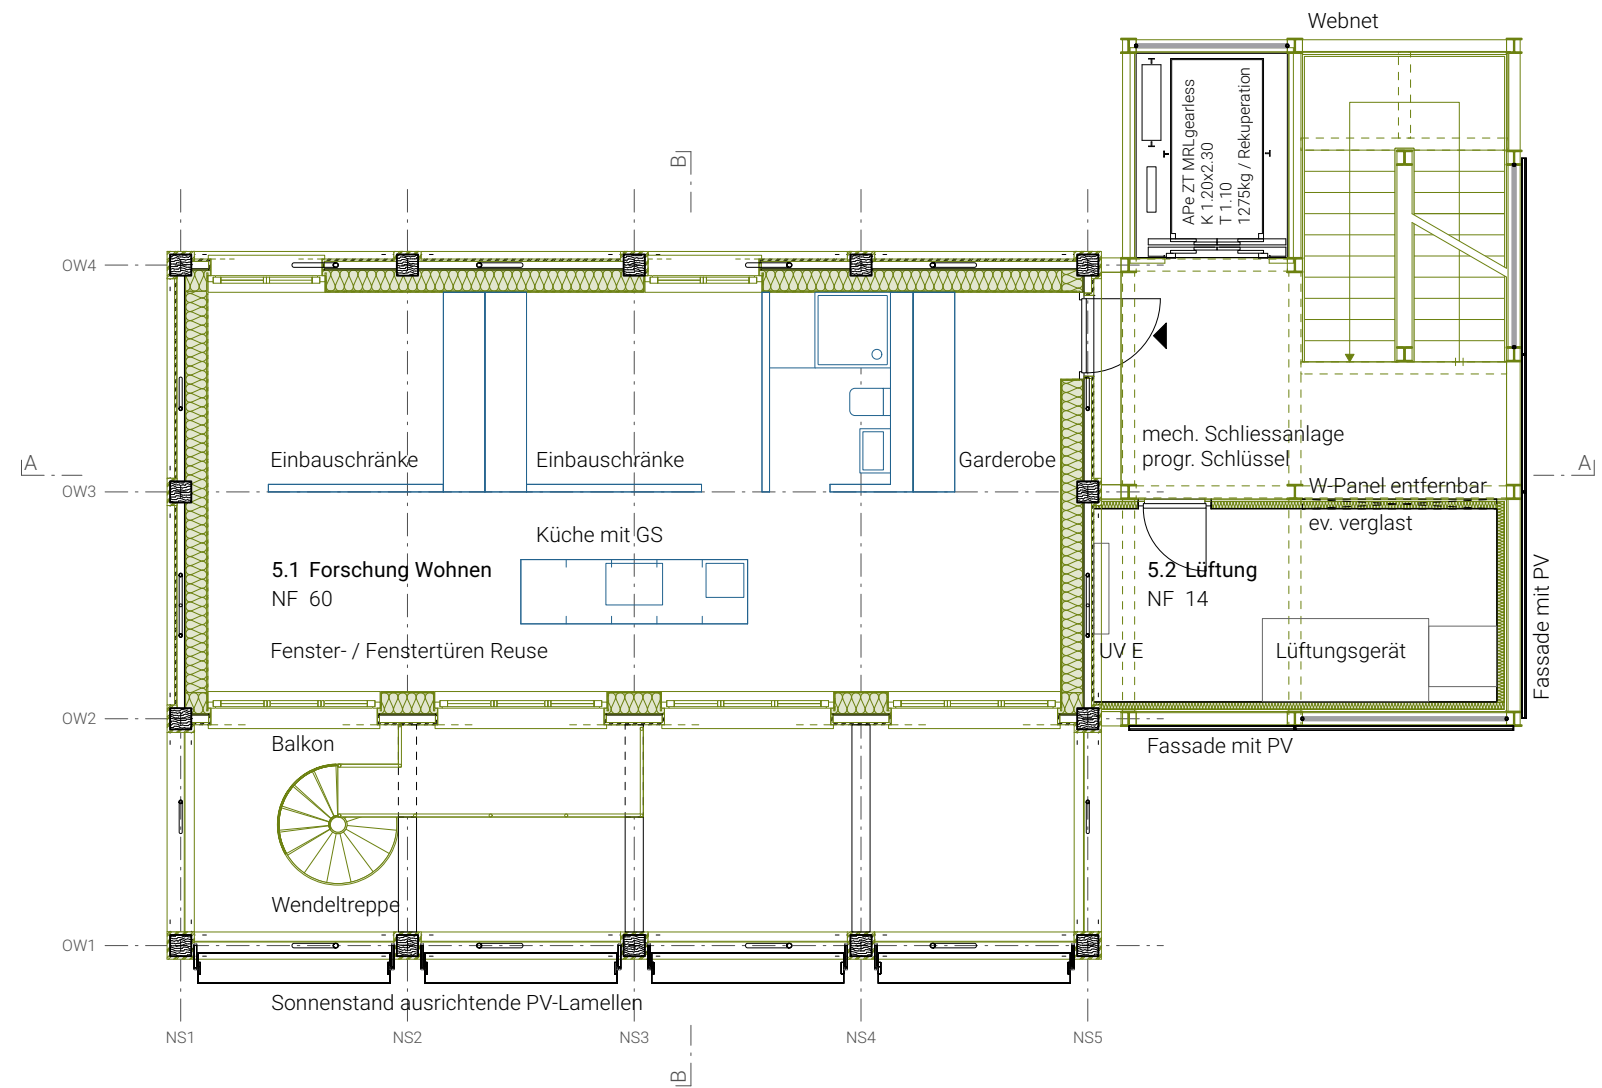 Webnet
APe ZT MRLgearless
K 1.20x2.30
T 1.10
1275kg / Rekuperation
B
OW4
mech. Schliessanlage
progr. Schlüssel
Einbauschränke
Einbauschränke
Garderobe
A
A
OW3
W-Panel entfernbar
ev. verglast
Küche mit GS
5.1 Forschung Wohnen
NF 60
5.2 Lüftung
NF 14
Fenster- / Fenstertüren Reuse
UV E
Lüftungsgerät
Fassade mit PV
OW2
Balkon
Fassade mit PV
Wendeltreppe
OW1
Sonnenstand ausrichtende PV-Lamellen
NS1
NS2
NS3
NS4
NS5
B